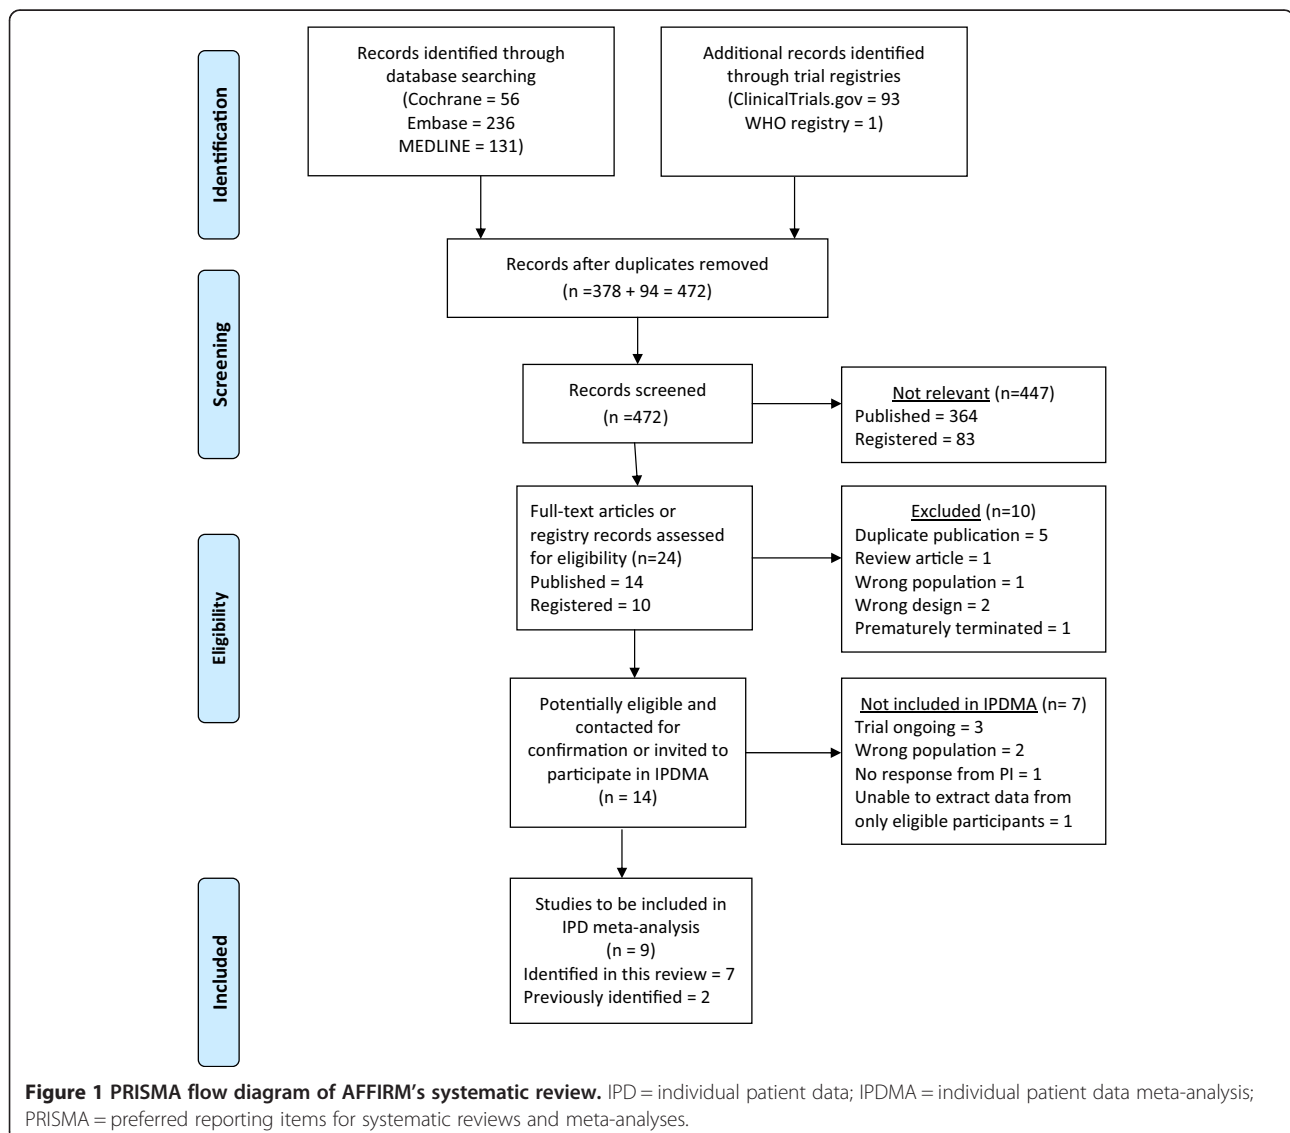 Identification
Records identified through
database searching
(Cochrane = 56
Embase = 236
MEDLINE = 131)
Additional records identified
through trial registries
(ClinicalTrials.gov = 93
WHO registry = 1)
Records after duplicates removed
(n =378 + 94 = 472)
Screening
Records screened
(n =472)
Not relevant (n=447)
Published = 364
Registered = 83
Eligibility
Full-text articles or
registry records assessed
for eligibility (n=24)
Published = 14
Registered = 10
Excluded (n=10)
Duplicate publication = 5
Review article = 1
Wrong population = 1
Wrong design = 2
Prematurely terminated = 1
Potentially eligible and
contacted for
confirmation or invited to
participate in IPDMA
(n = 14)
Not included in IPDMA (n= 7)
Trial ongoing = 3
Wrong population = 2
No response from PI = 1
Unable to extract data from
only eligible participants = 1
Included
Studies to be included in
IPD meta-analysis
(n = 9)
Identified in this review = 7
Previously identified = 2
Figure 1 PRISMA flow diagram of AFFIRM's systematic review. IPD = individual patient data; IPDMA = individual patient data meta-analysis;
PRISMA = preferred reporting items for systematic reviews and meta-analyses.